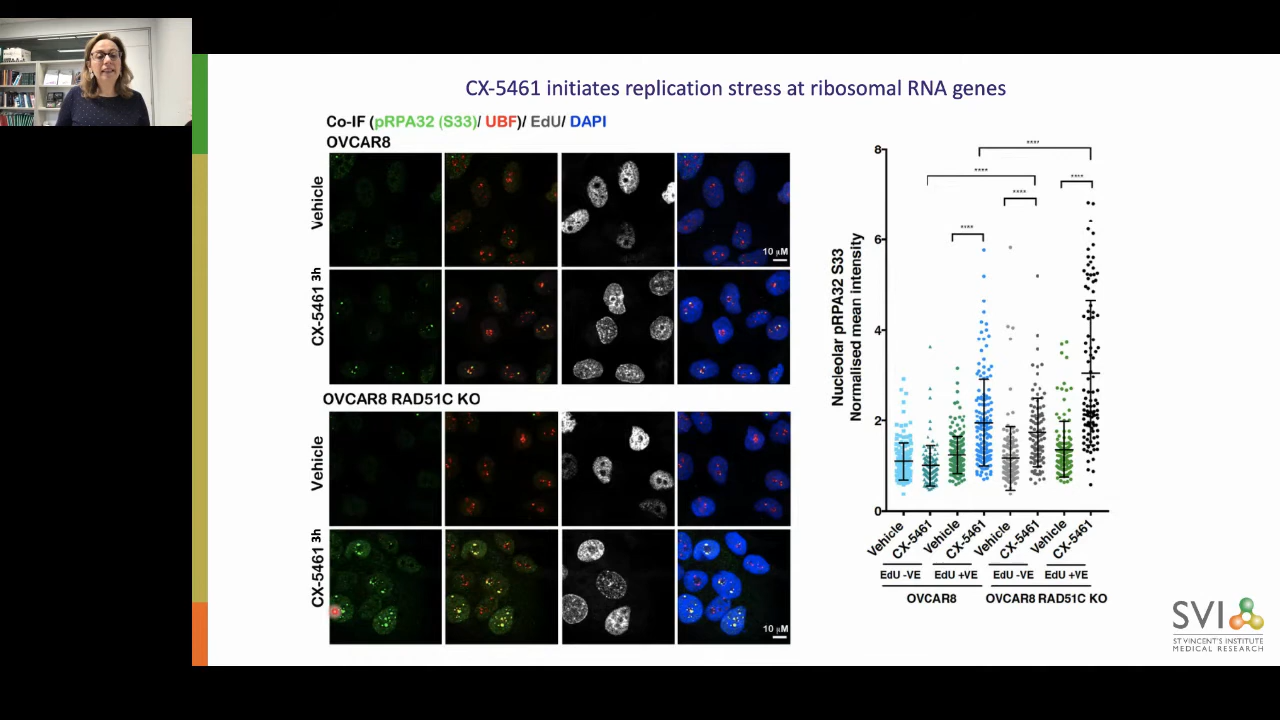 CX-5461 initiates replication stress at ribosomal RNA genes
Co-IF (pRPA32 (S33)/ UBF)/ EdU/ DAPI
OVCAR8
Vehicle
10 µM
CX-5461 3h
OVCAR8 RAD51C KO
Vehicle
CX-5461 3h
10 µM
Nucleolar pRPA32 S33
Normalised mean intensity
8
6
4
2
0
****
****
****
****
****
Vehicle
CX-5461
Vehicle
CX-5461
Vehicle
CX-5461
Vehicle
CX-5461
EdU -VE
EdU +VE
EdU -VE
EdU +VE
OVCAR8
OVCAR8 RAD51C KO
SVI
ST VINCENT'S INSTITUTE
MEDICAL RESEARCH